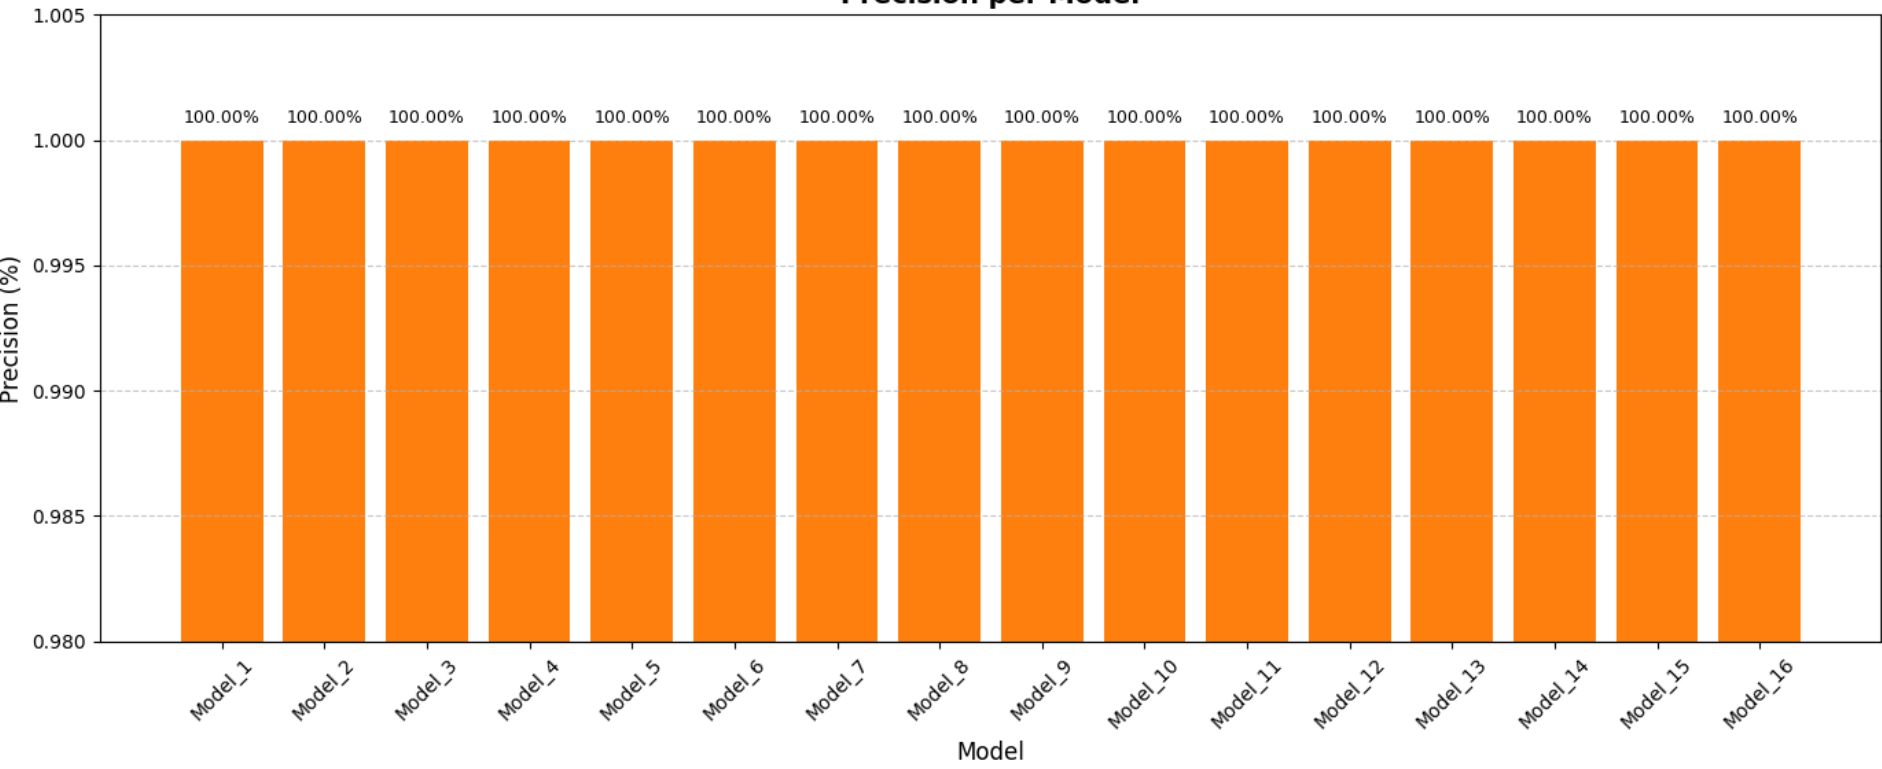 Precision per Model
1.005
100.00% 100.00% 100.00% 100.00% 100.00% 100.00% 100.00% 100.00% 100.00% 100.00% 100.00% 100.00% 100.00% 100.00% 100.00% 100.00%
1.000
0.995
Precision (%)
0.990
0.985
0.980
Model_1 Model_2 Model_3 Model_4 Model_5 Model_6 Model_7 Model_8 Model_9 Model_10 Model_11 Model_12 Model_13 Model_14 Model_15 Model_16
Model